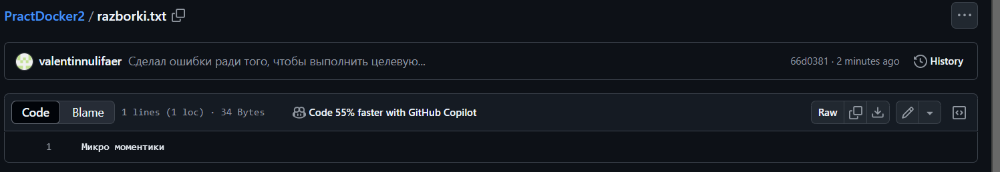 PractDocker2 / razborki.txt
valentinnulifaer Сделал ошибки ради того, чтобы выполнить целевую... 66d0381 · 2 minutes ago History
Code Blame 1 lines (1 loc) · 34 Bytes Code 55% faster with GitHub Copilot Raw
1 Микро моментики